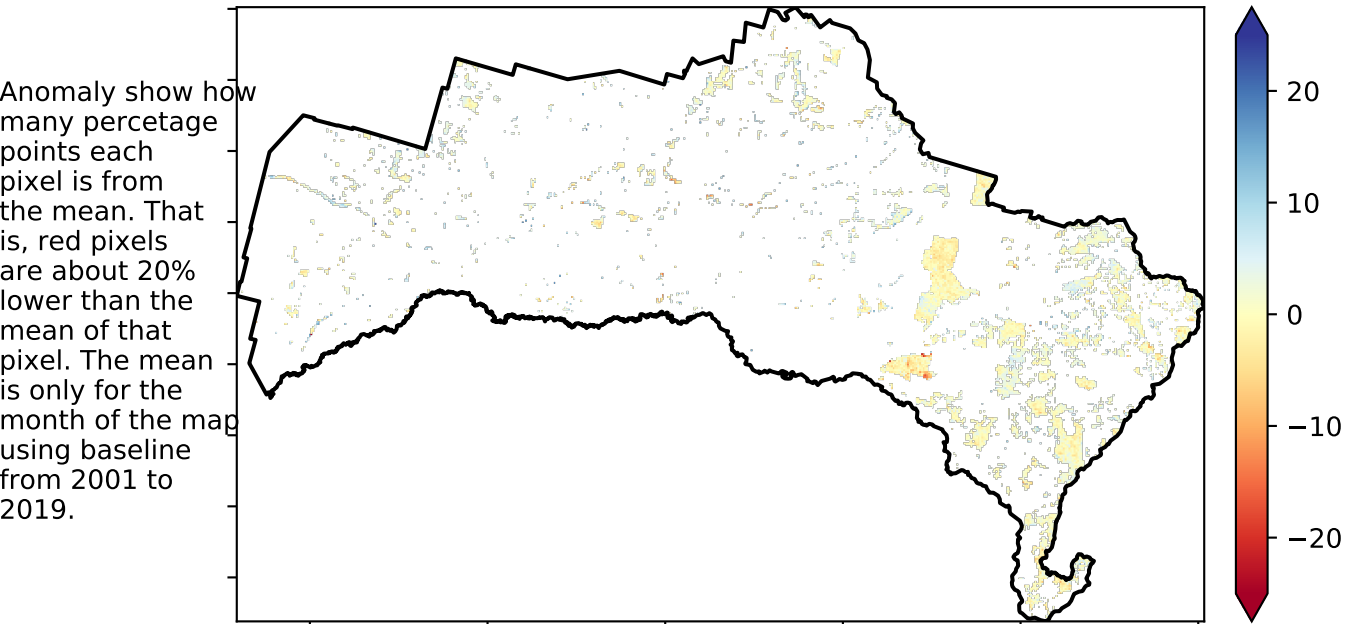 Anomaly show how
many percetage
points each
pixel is from
the mean. That
is, red pixels
are about 20%
lower than the
mean of that
pixel. The mean
is only for the
month of the map
using baseline
from 2001 to
2019.
20
10
0
−10
−20